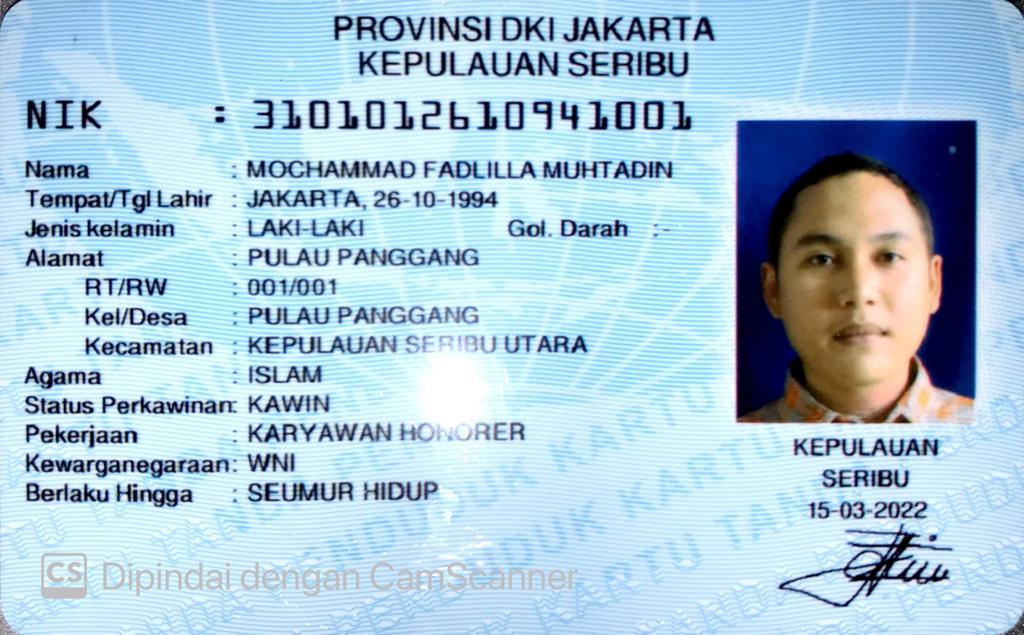 PROVINSI DKI JAKARTA
KEPULAUAN SERIBU
NIK : 3101012610941001
Nama : MOCHAMMAD FADLILLA MUHTADIN
Tempat/Tgl Lahir : JAKARTA, 26-10-1994
Jenis kelamin : LAKI-LAKI Gol. Darah :-
Alamat : PULAU PANGGANG
RT/RW : 001/001
Kel/Desa : PULAU PANGGANG
Kecamatan : KEPULAUAN SERIBU UTARA
Agama : ISLAM
Status Perkawinan: KAWIN
Pekerjaan : KARYAWAN HONORER
Kewarganegaraan: WNI
Berlaku Hingga : SEUMUR HIDUP
KEPULAUAN
SERIBU
15-03-2022
CS Dipindai dengan CamScanner